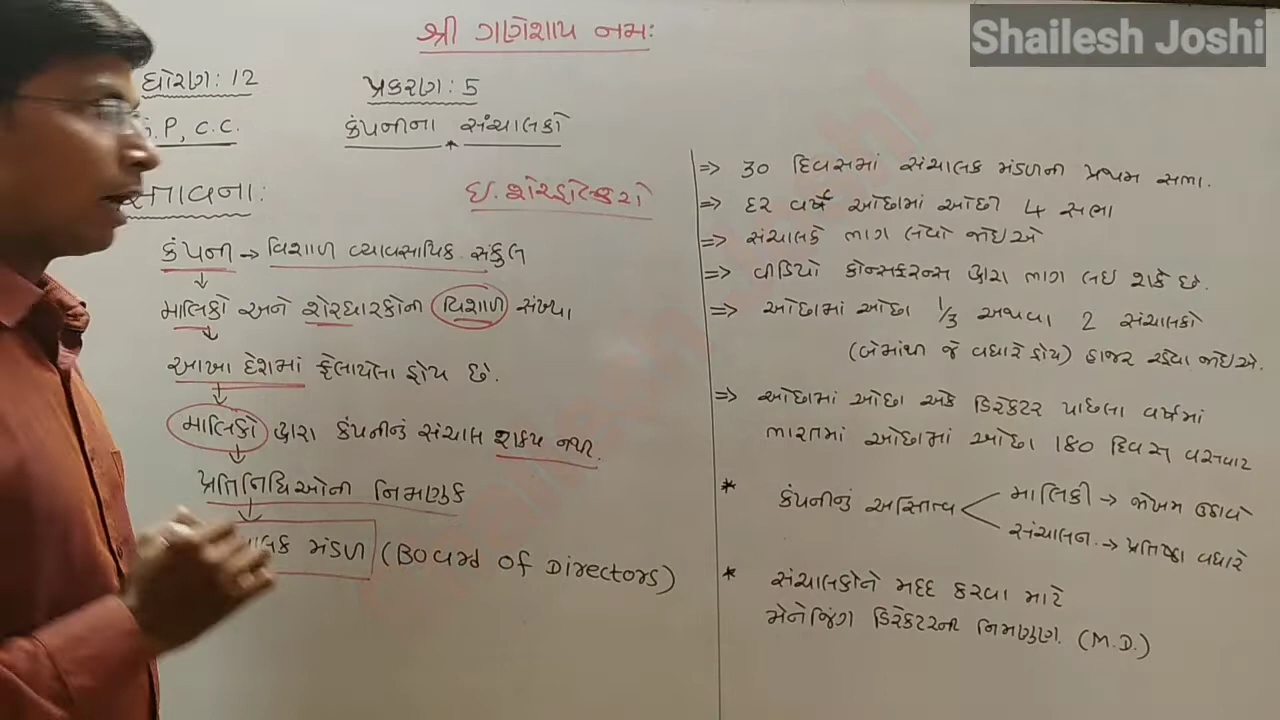 Shailesh Joshi
શ્રી ગણેશાય નમઃ
ધોરણ: 12
પ્રકરણ: 5
.P, C.C.
કંપનીના સંચાલકો
સ્તાવના:
ઇ. શેરહોલ્ડરો
કંપની → વિશાળ વ્યાવસાયિક સંકુલ
માલિકો અને શેરધારકોની વિશાળ સંખ્યા
આખા દેશમાં ફેલાયેલા હોય છે.
માલિકો દ્વારા કંપનીનું સંચાલ શક્ય નથી.
પ્રતિનિધિઓની નિમણુક
ાલક મંડળ (Board of Directors)
⇒ 30 દિવસમાં સંચાલક મંડળની પ્રથમ સભા.
⇒ દર વર્ષે ઓછામાં ઓછી 4 સભા
⇒ સંચાલકે ભાગ લેવો જોઇએ
⇒ વીડિયો કોન્સફરન્સ દ્વારા ભાગ લઇ શકે છે.
⇒ ઓછામાં ઓછા 1/3 અથવા 2 સંચાલકો
(બેમાંથી જે વધારે હોય) હાજર રહેવા જોઇએ.
⇒ ઓછામાં ઓછા એક ડિરેક્ટર પાછલા વર્ષમાં
ભારતમાં ઓછામાં ઓછા 180 દિવસ વસવાટ
* કંપનીનું અસ્તિત્વ < માલિકી → જોખમ ઉઠાવે
સંચાલન. → પ્રતિષ્ઠા વધારે
* સંચાલકોને મદદ કરવા માટે
મેનેજિંગ ડિરેક્ટરની નિમણુણ. (M.D.)